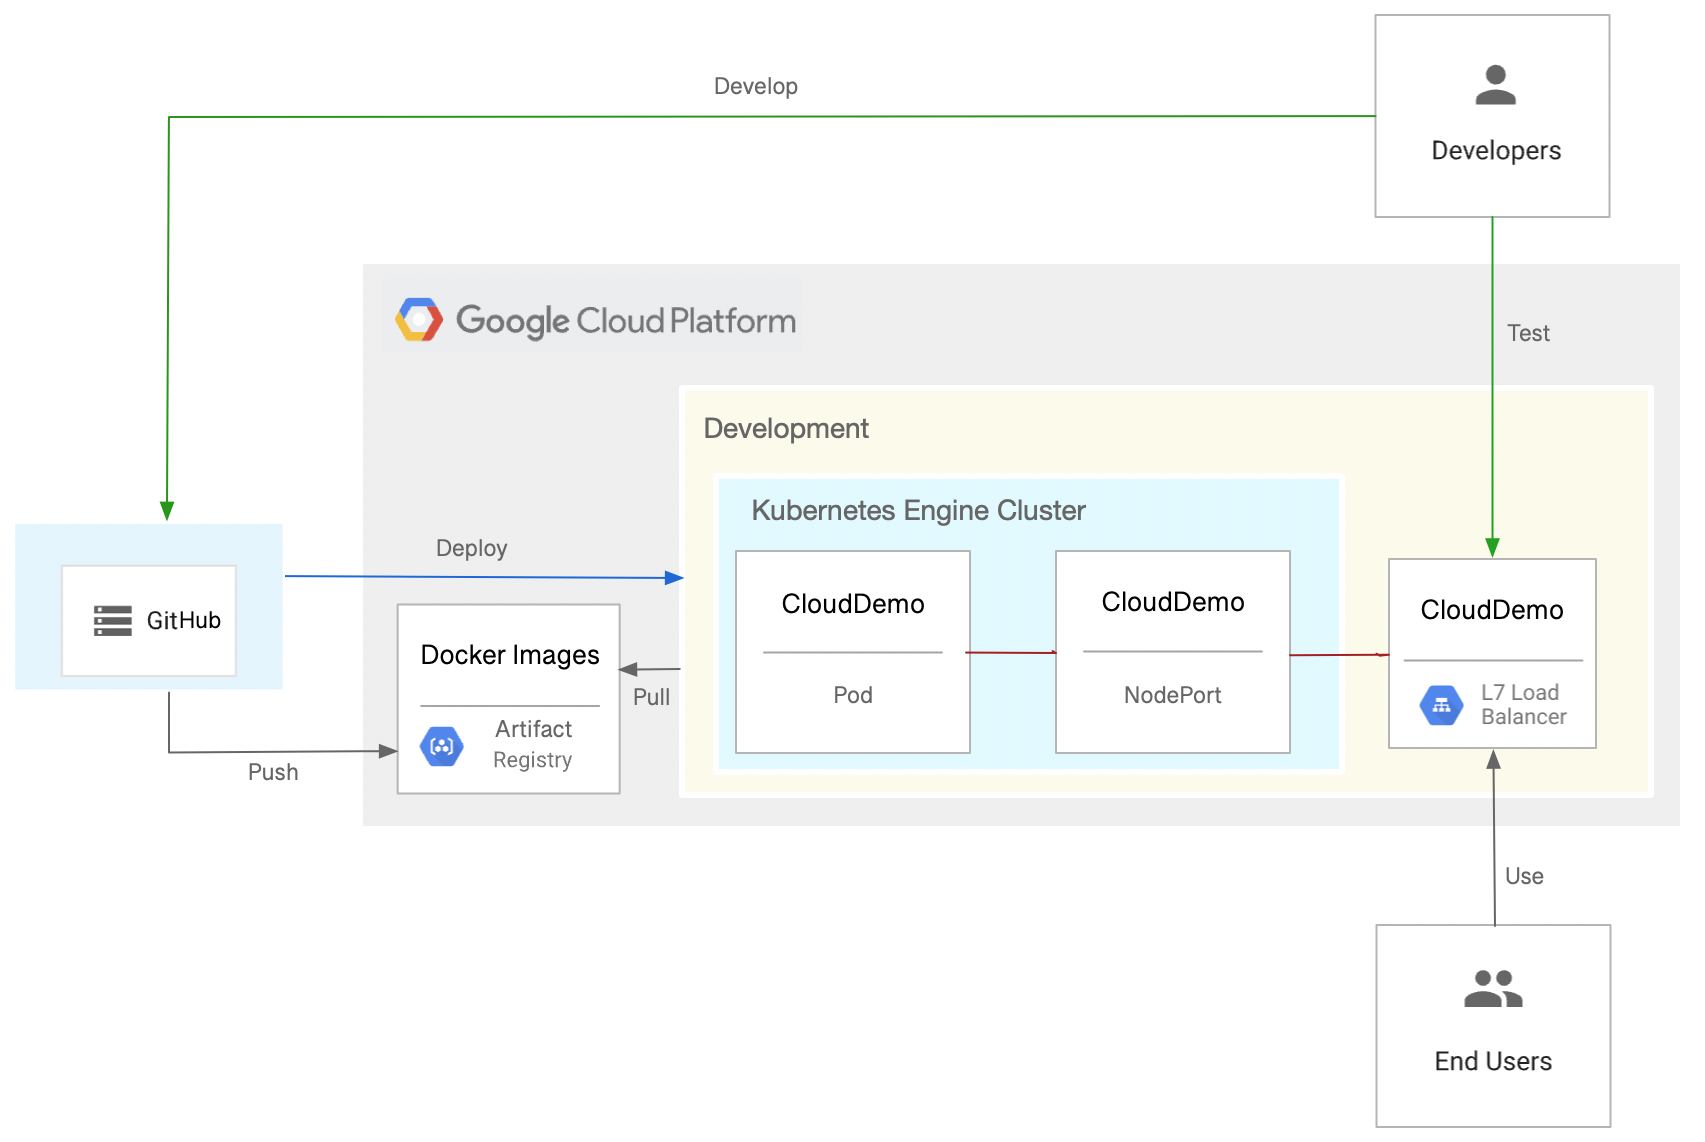 Develop
Developers
Google Cloud Platform
Test
Development
Kubernetes Engine Cluster
Deploy
CloudDemo
Pod
CloudDemo
NodePort
CloudDemo
L7 Load
Balancer
GitHub
Docker Images
Artifact
Registry
Pull
Push
Use
End Users